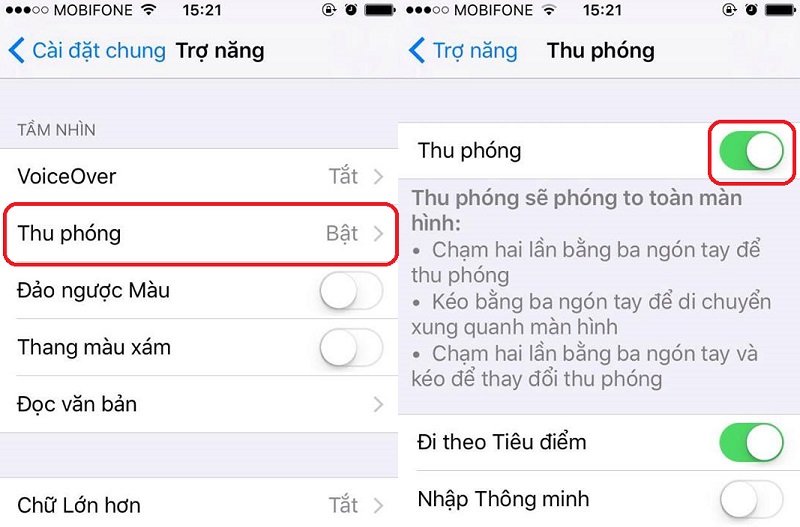 MOBIFONE 15:21
Cài đặt chung Trợ năng
TẦM NHÌN
VoiceOver Tắt
Thu phóng Bật
Đảo ngược Màu
Thang màu xám
Đọc văn bản
Chữ Lớn hơn Tắt
MOBIFONE 15:21
Trợ năng Thu phóng
Thu phóng
Thu phóng sẽ phóng to toàn màn
hình:
• Chạm hai lần bằng ba ngón tay để
thu phóng
• Kéo bằng ba ngón tay để di chuyển
xung quanh màn hình
• Chạm hai lần bằng ba ngón tay và
kéo để thay đổi thu phóng
Đi theo Tiêu điểm
Nhập Thông minh